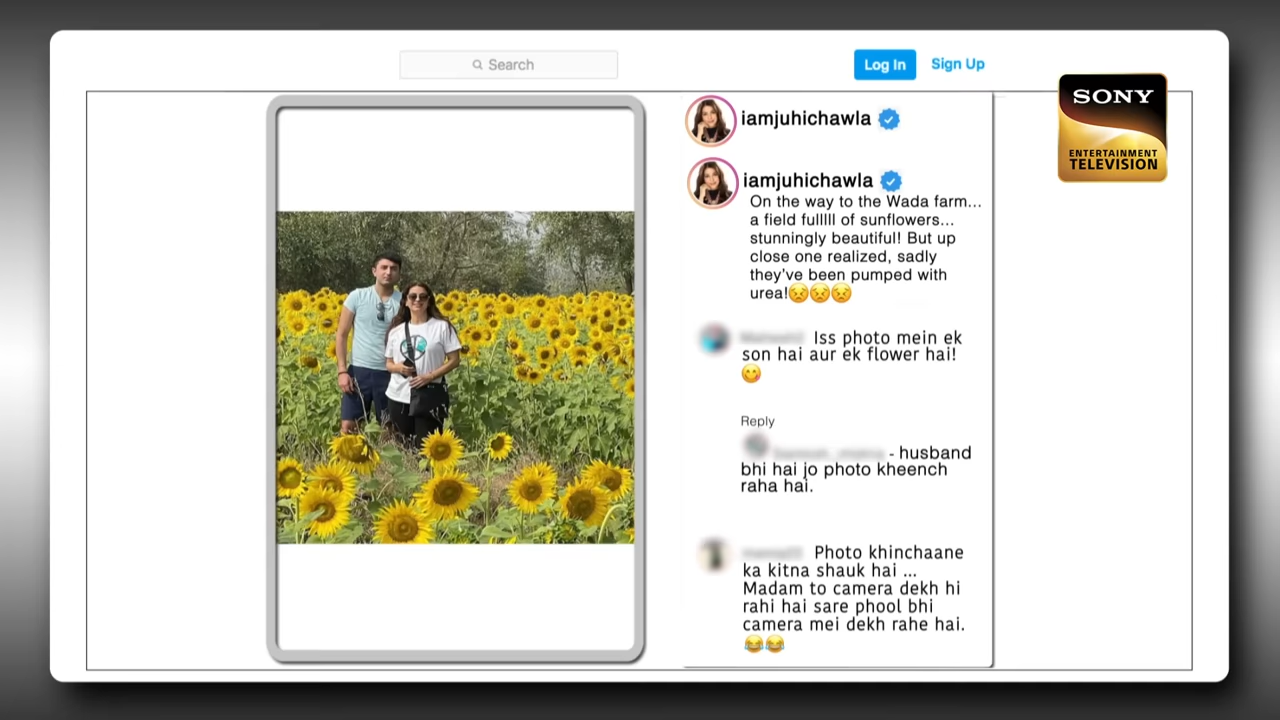 Search
Log In
Sign Up
SONY
ENTERTAINMENT
TELEVISION
iamjuhichawla
iamjuhichawla
On the way to the Wada farm...
a field fulllll of sunflowers...
stunningly beautiful! But up
close one realized, sadly
they've been pumped with
urea!😣😣😣
Iss photo mein ek
son hai aur ek flower hai!
😋
Reply
- husband
bhi hai jo photo kheench
raha hai.
Photo khinchaane
ka kitna shauk hai ...
Madam to camera dekh hi
rahi hai sare phool bhi
camera mei dekh rahe hai.
😂😂